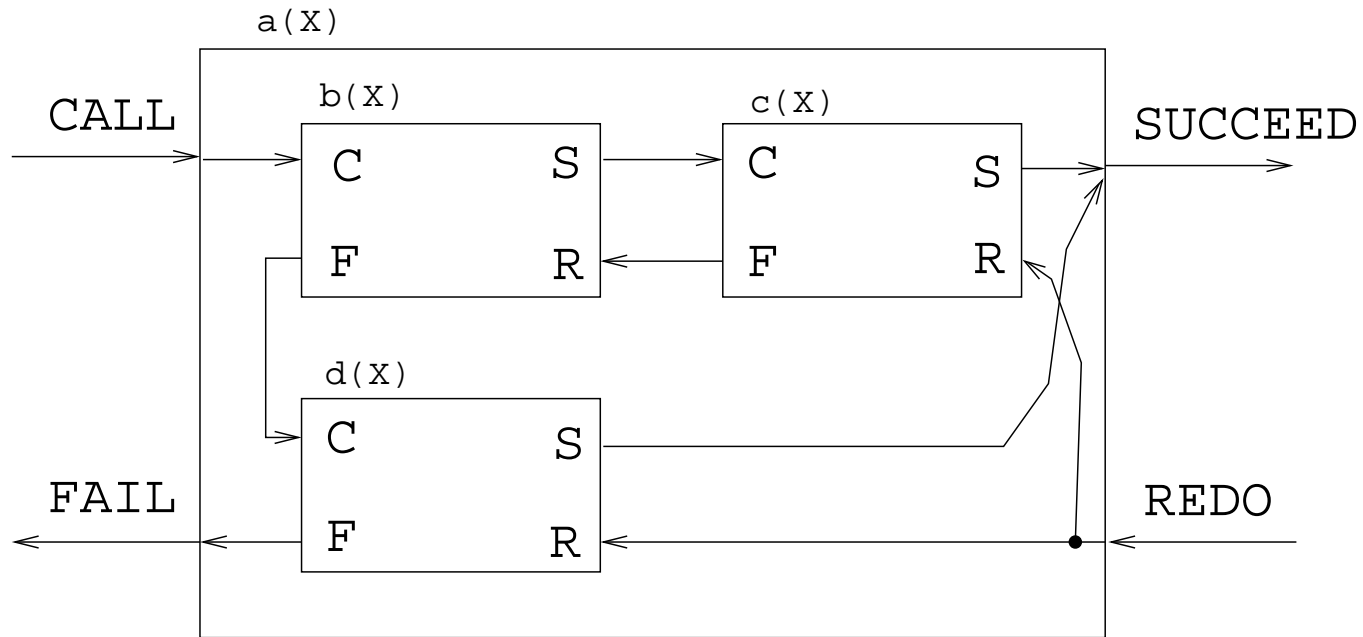 a(X)
b(X)
c(X)
CALL
SUCCEED
C
S
C
S
F
R
F
R
d(X)
C
S
FAIL
REDO
F
R